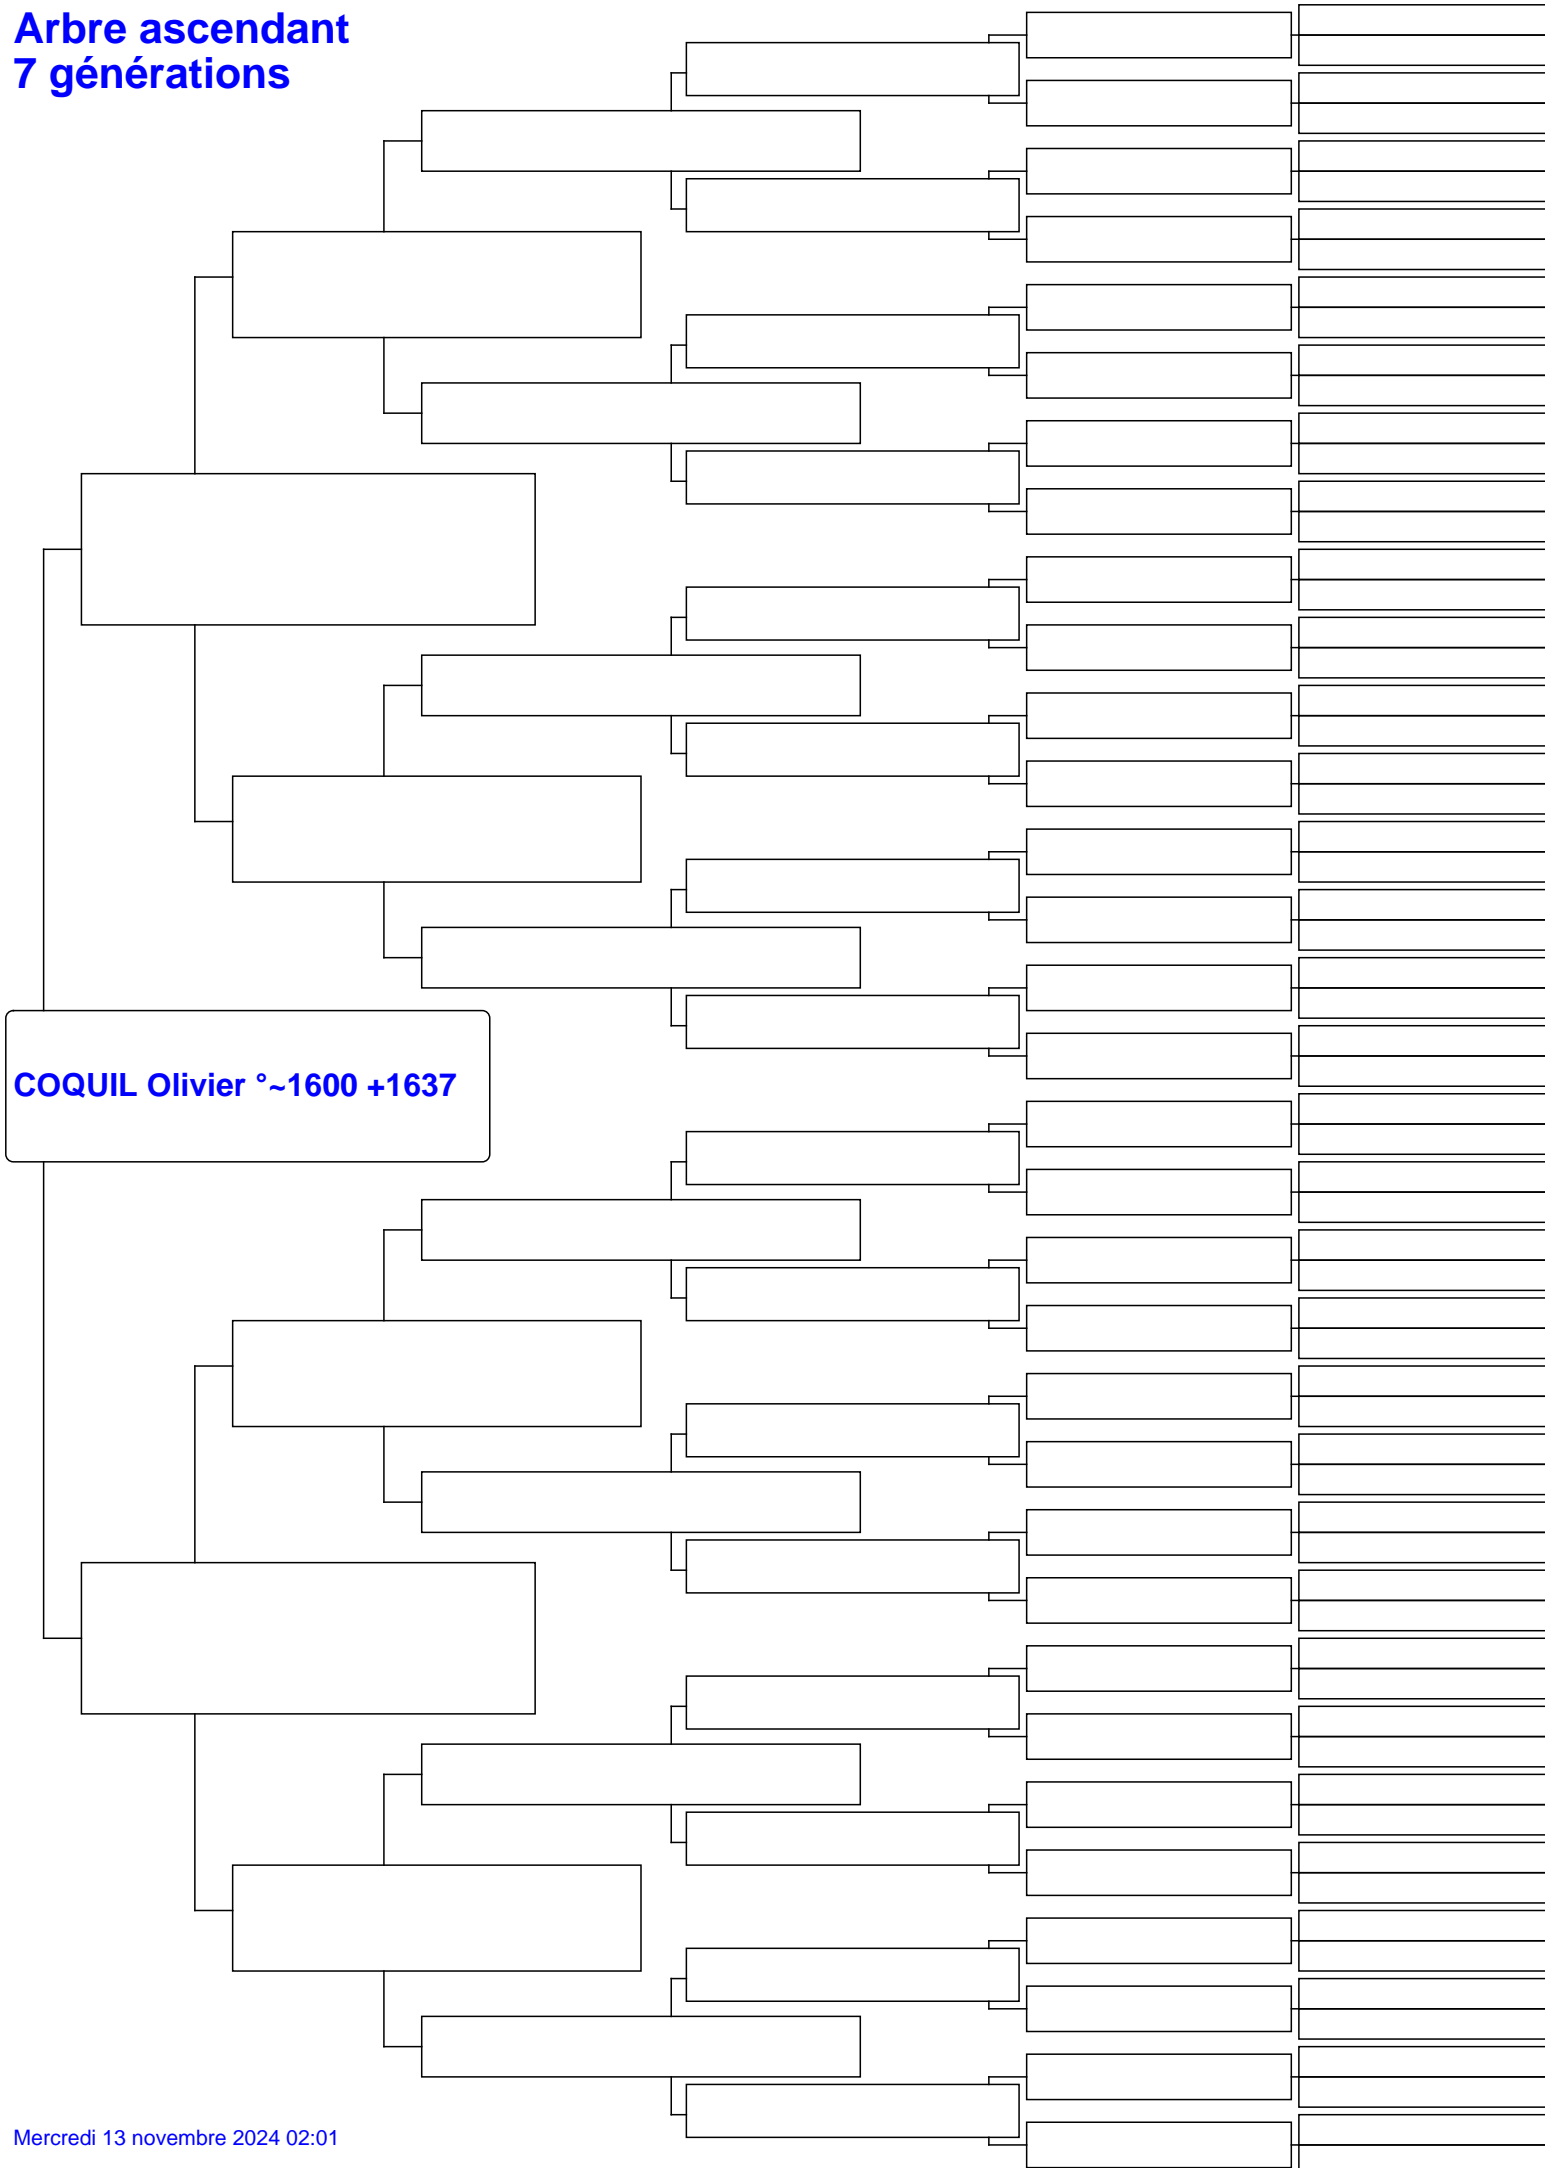 Arbre ascendant
7 générations
COQUIL Olivier °~1600 +1637
Mercredi 13 novembre 2024 02:01